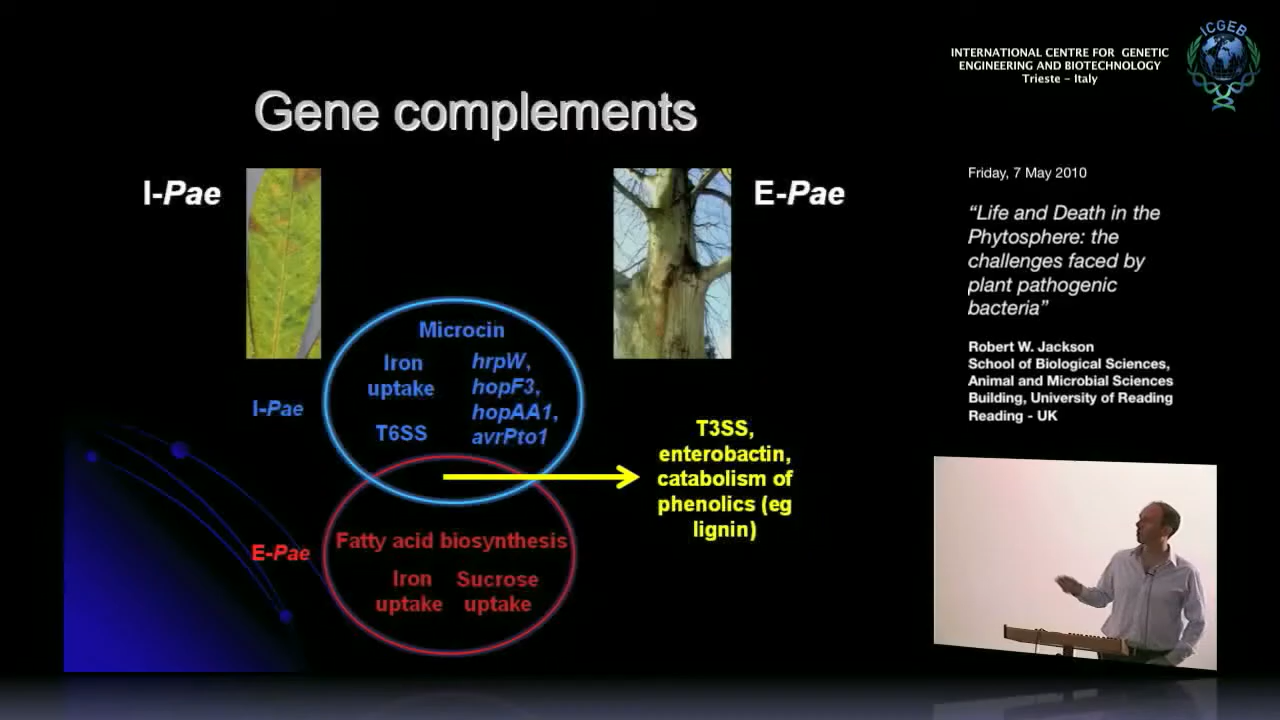 Gene complements
I-Pae
E-Pae
Microcin
Iron
uptake
T6SS
hrpW,
hopF3,
hopAA1,
avrPto1
I-Pae
T3SS,
enterobactin,
catabolism of
phenolics (eg
lignin)
E-Pae
Fatty acid biosynthesis
Iron
uptake
Sucrose
uptake
INTERNATIONAL CENTRE FOR GENETIC
ENGINEERING AND BIOTECHNOLOGY
Trieste - Italy
ICGEB
Friday, 7 May 2010
“Life and Death in the
Phytosphere: the
challenges faced by
plant pathogenic
bacteria”
Robert W. Jackson
School of Biological Sciences,
Animal and Microbial Sciences
Building, University of Reading
Reading - UK